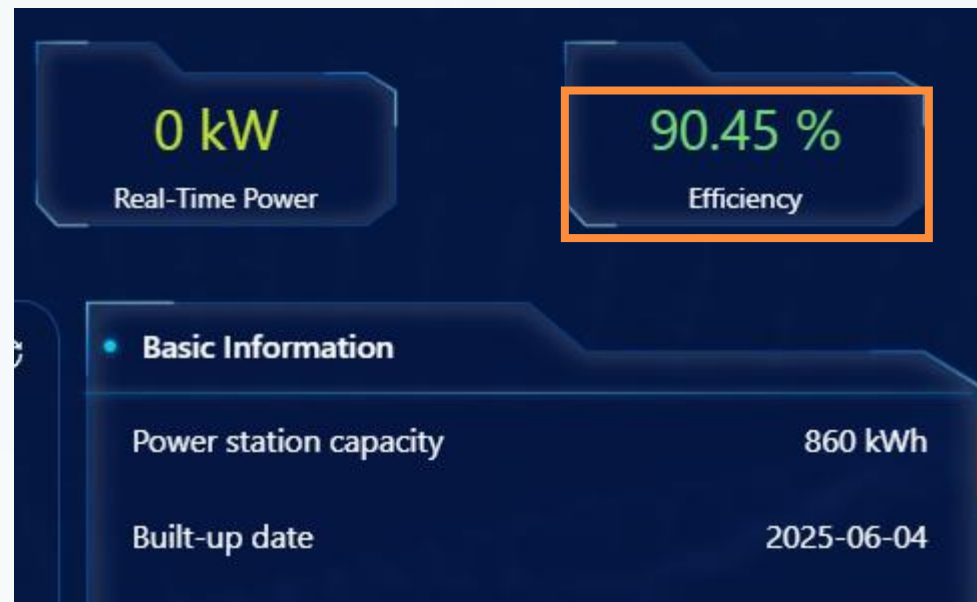 0 kW
90.45 %
Real-Time Power
Efficiency
Basic Information
Power station capacity
860 kWh
Built-up date
2025-06-04